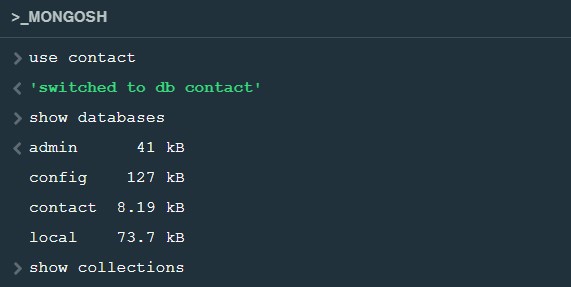 >_MONGOSH
> use contact
< 'switched to db contact'
> show databases
< admin 41 kB
config 127 kB
contact 8.19 kB
local 73.7 kB
> show collections